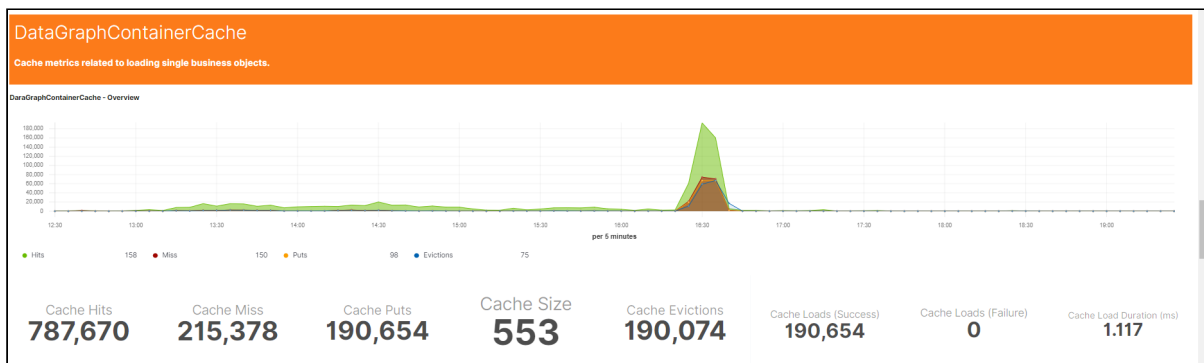 DataGraphContainerCache
Cache metrics related to loading single business objects.
DaraGraphContainerCache - Overview
180,000
160,000
140,000
120,000
100,000
80,000
60,000
40,000
20,000
0
12:30 13:00 13:30 14:00 14:30 15:00 15:30 16:00 16:30 17:00 17:30 18:00 18:30 19:00
per 5 minutes
Hits 158 Miss 150 Puts 98 Evictions 75
Cache Hits Cache Miss Cache Puts Cache Size Cache Evictions Cache Loads (Success) Cache Loads (Failure) Cache Load Duration (ms)
787,670 215,378 190,654 553 190,074 190,654 0 1.117